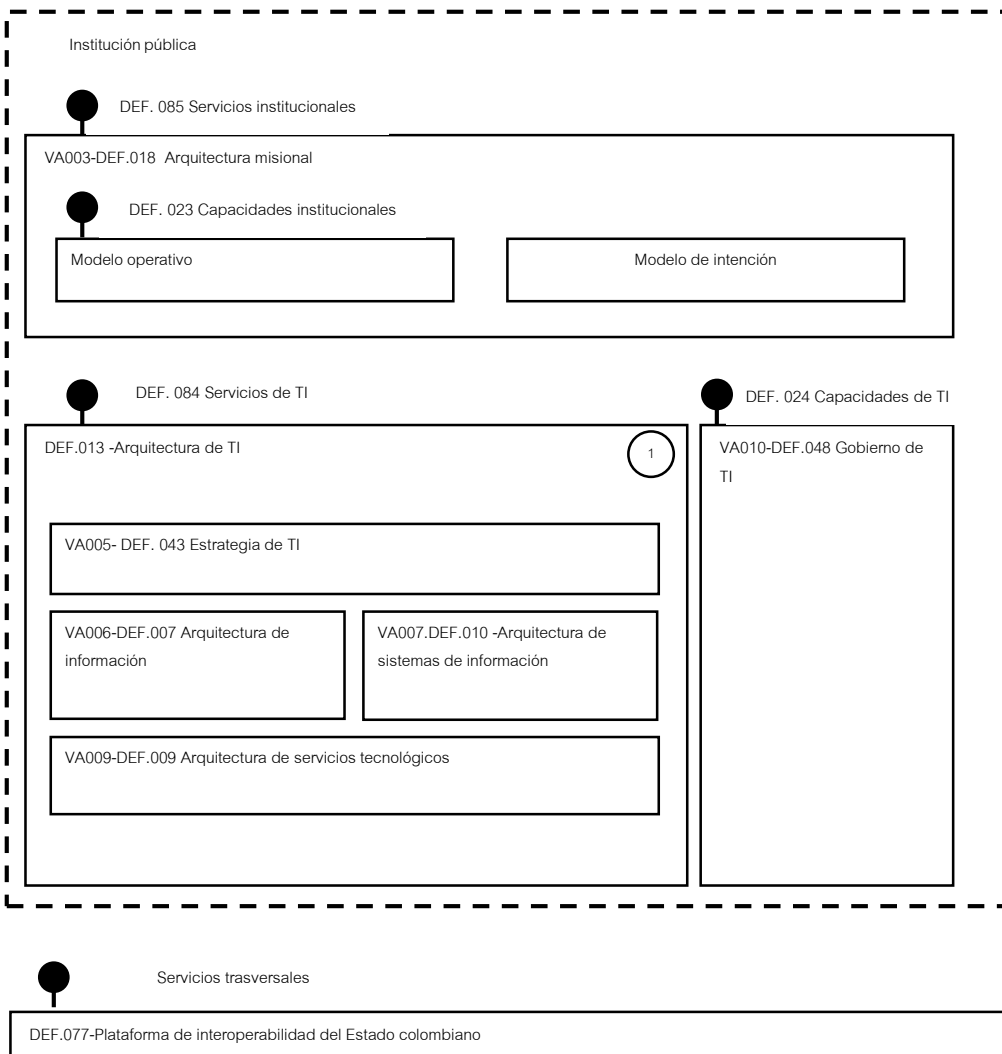 Institución pública
DEF. 085 Servicios institucionales
VA003-DEF.018 Arquitectura misional
DEF. 023 Capacidades institucionales
Modelo operativo
Modelo de intención
DEF. 084 Servicios de TI
DEF. 024 Capacidades de TI
DEF.013 -Arquitectura de TI
1
VA010-DEF.048 Gobierno de
TI
VA005- DEF. 043 Estrategia de TI
VA006-DEF.007 Arquitectura de
información
VA007.DEF.010 -Arquitectura de
sistemas de información
VA009-DEF.009 Arquitectura de servicios tecnológicos
Servicios trasversales
DEF.077-Plataforma de interoperabilidad del Estado colombiano